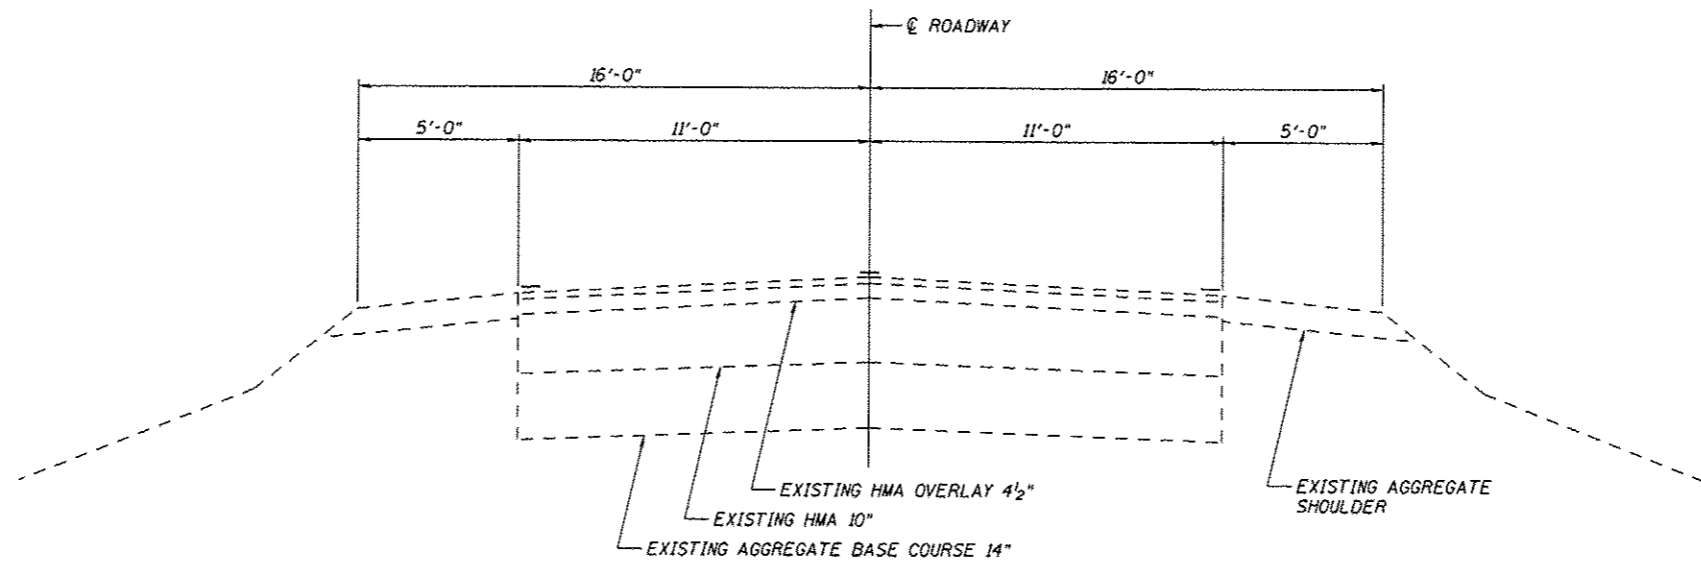 ℄ ROADWAY
16'-0" 16'-0"
5'-0" 11'-0" 11'-0" 5'-0"
EXISTING HMA OVERLAY 4½"
EXISTING HMA 10"
EXISTING AGGREGATE BASE COURSE 14"
EXISTING AGGREGATE
SHOULDER